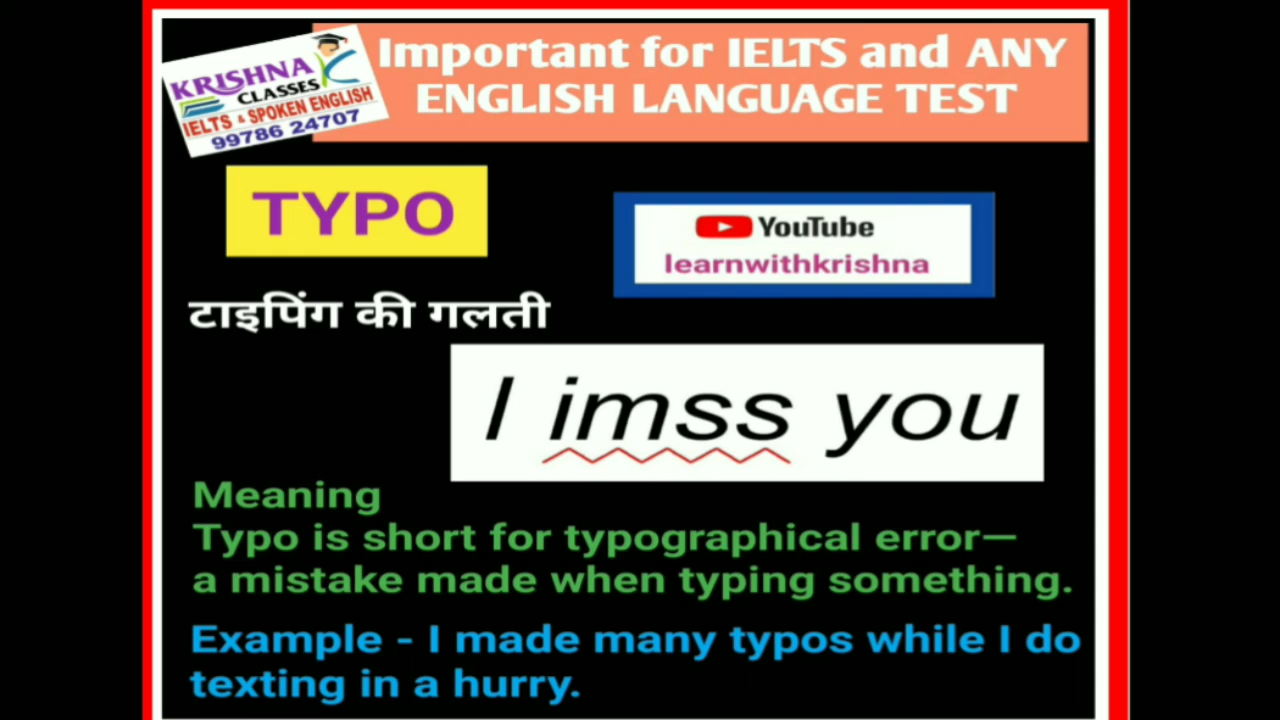 KRISHNA
CLASSES
IELTS & SPOKEN ENGLISH
99786 24707
Important for IELTS and ANY
ENGLISH LANGUAGE TEST
TYPO
YouTube
learnwithkrishna
टाइपिंग की गलती
I imss you
Meaning
Typo is short for typographical error—
a mistake made when typing something.
Example - I made many typos while I do
texting in a hurry.